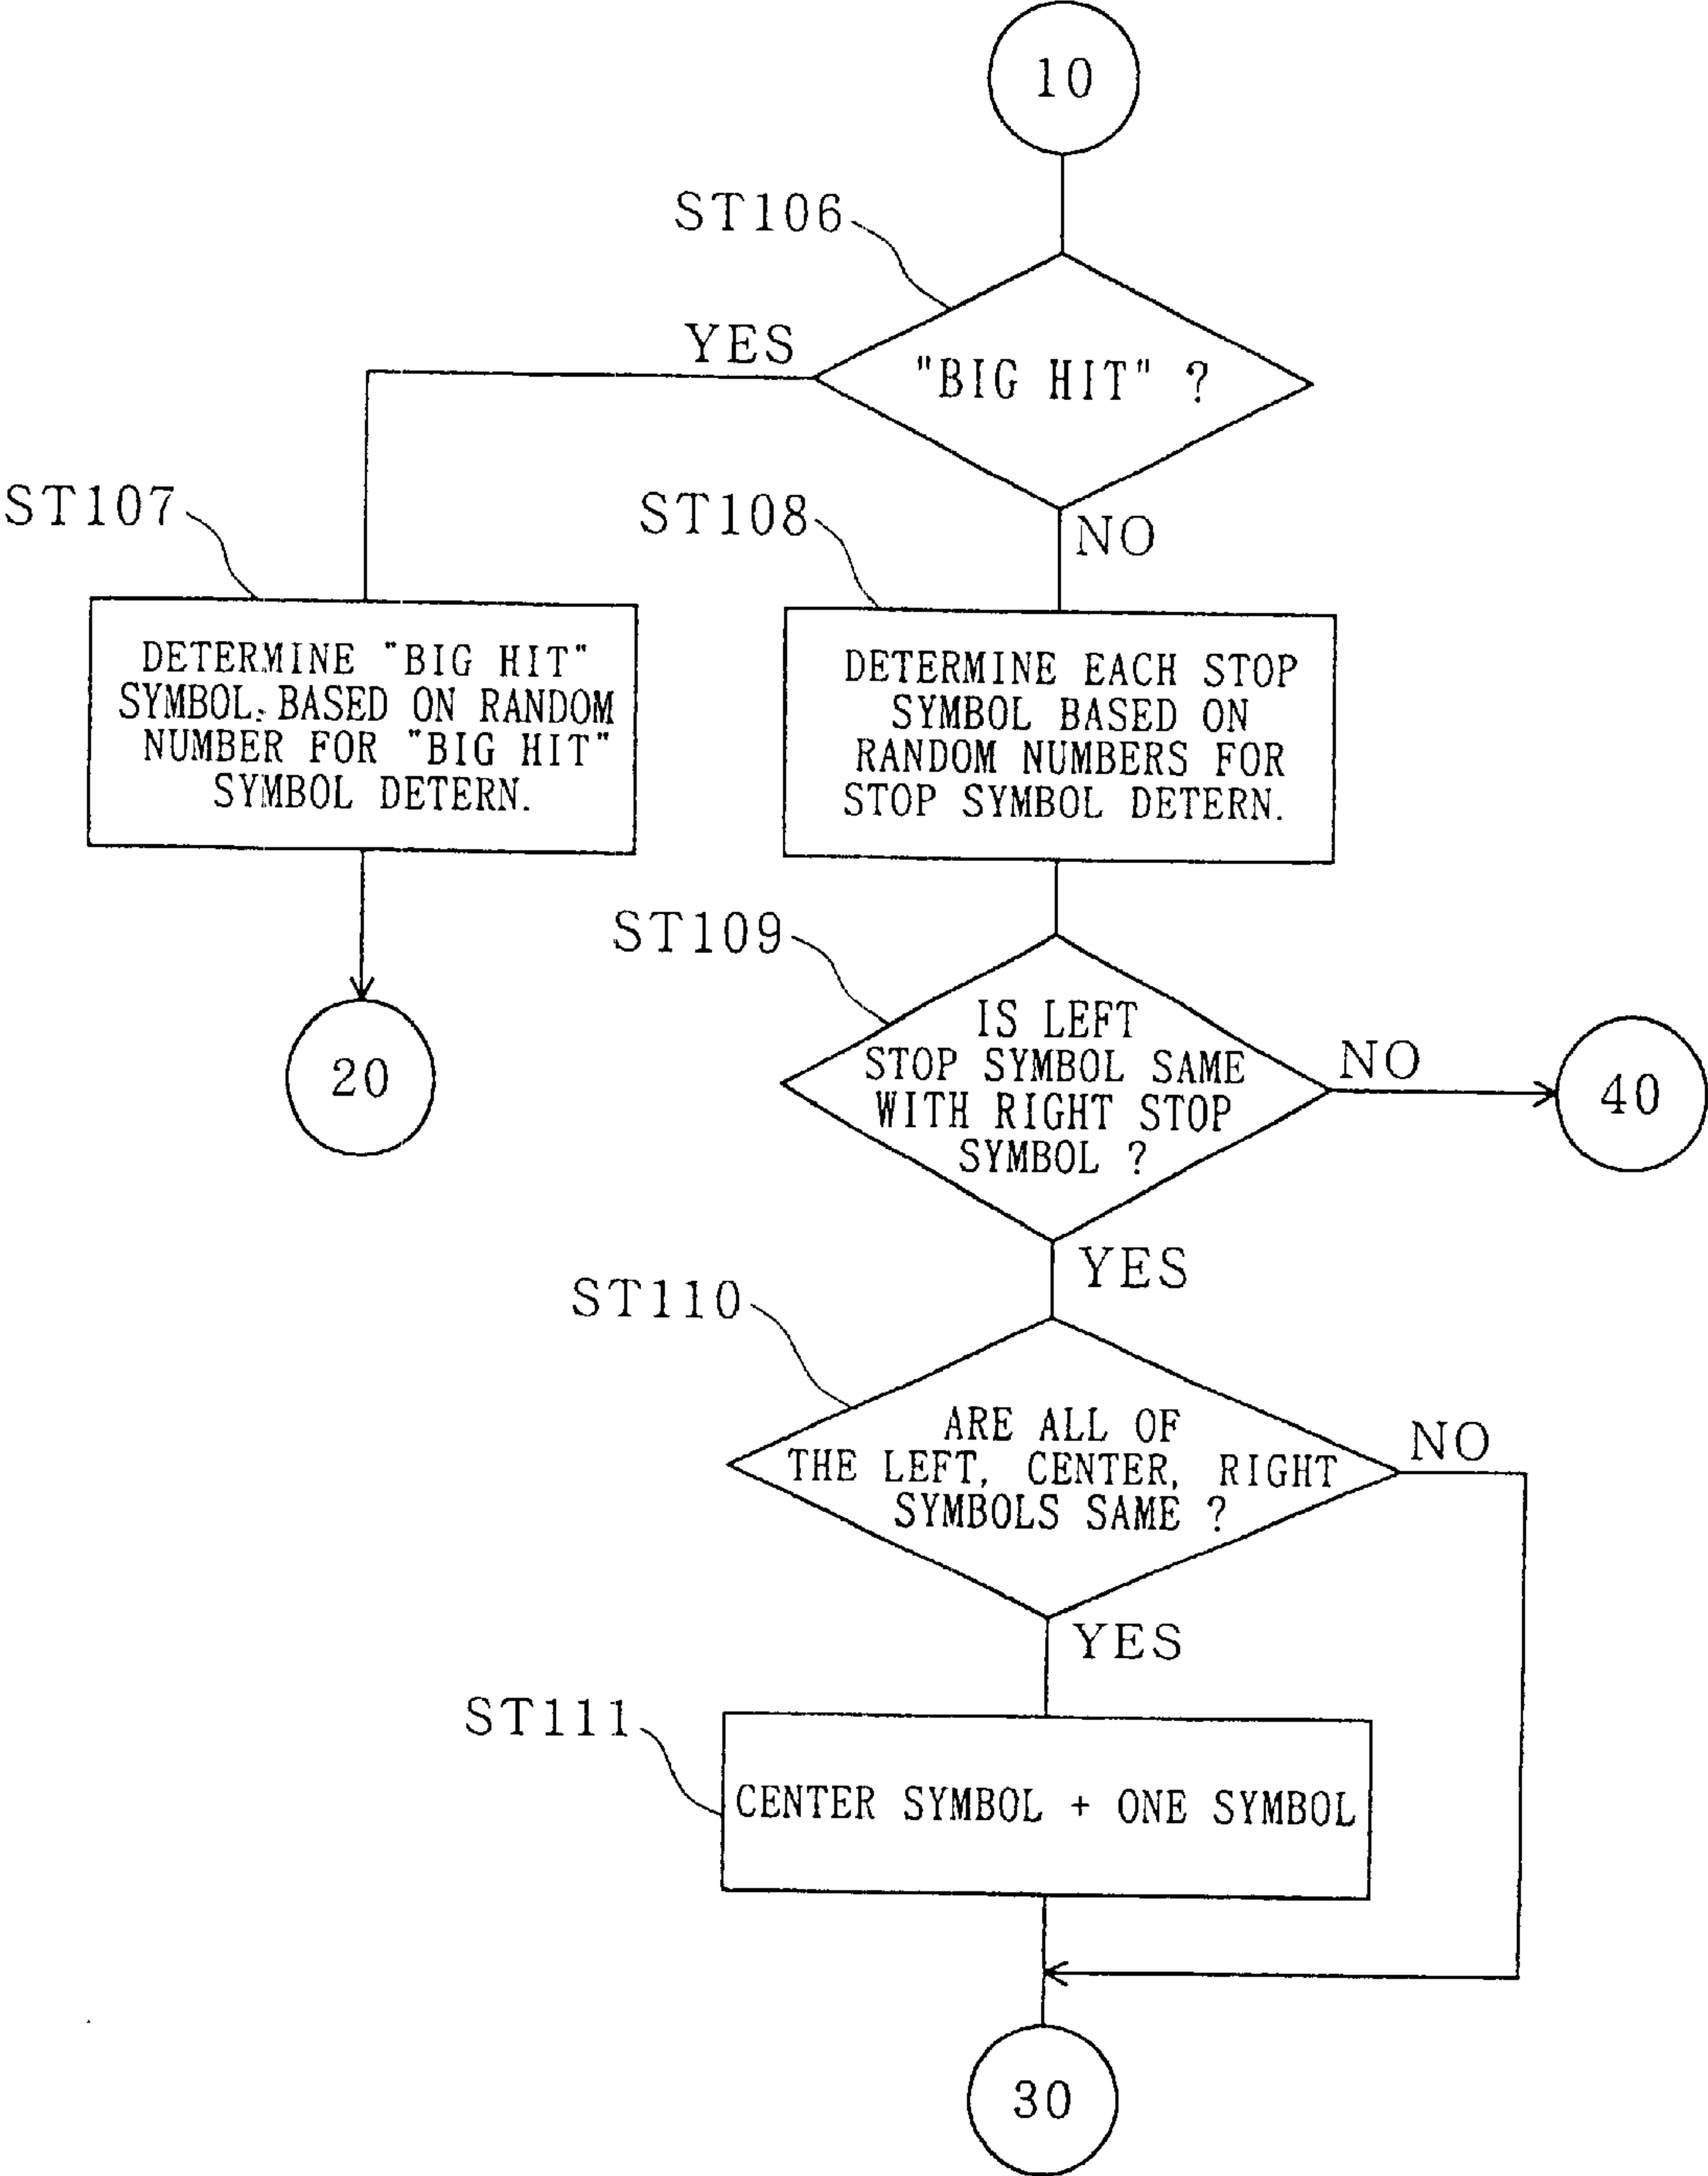 10
ST106
YES
"BIG HIT" ?
ST107
ST108
NO
DETERMINE "BIG HIT"
SYMBOL. BASED ON RANDOM
NUMBER FOR "BIG HIT"
SYMBOL DETERN.
DETERMINE EACH STOP
SYMBOL BASED ON
RANDOM NUMBERS FOR
STOP SYMBOL DETERN.
ST109
IS LEFT
STOP SYMBOL SAME
WITH RIGHT STOP
SYMBOL ?
NO
20
40
YES
ST110
ARE ALL OF
THE LEFT, CENTER, RIGHT
SYMBOLS SAME ?
NO
YES
ST111
CENTER SYMBOL + ONE SYMBOL
30